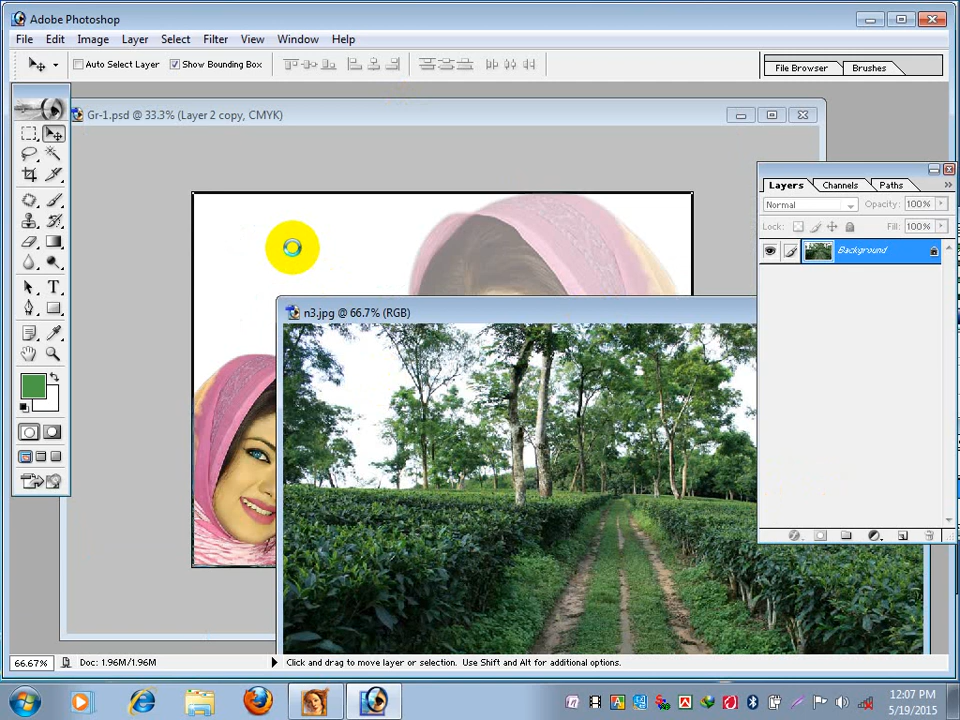 Adobe Photoshop
File Edit Image Layer Select Filter View Window Help
Auto Select Layer Show Bounding Box File Browser Brushes
Gr-1.psd @ 33.3% (Layer 2 copy, CMYK)
Layers Channels Paths
Normal Opacity: 100%
Lock: Fill: 100%
Background
n3.jpg @ 66.7% (RGB)
66.67% Doc: 1.96M/1.96M Click and drag to move layer or selection. Use Shift and Alt for additional options.
12:07 PM
5/19/2015